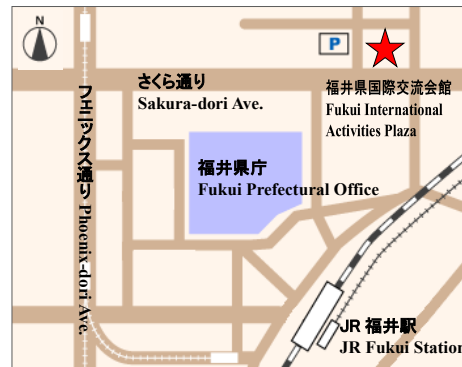 N
P
さくら通り
Sakura-dori Ave.
福井県国際交流会館
Fukui International
Activities Plaza
フェニックス通り Phoenix-dori Ave.
福井県庁
Fukui Prefectural Office
JR 福井駅
JR Fukui Station